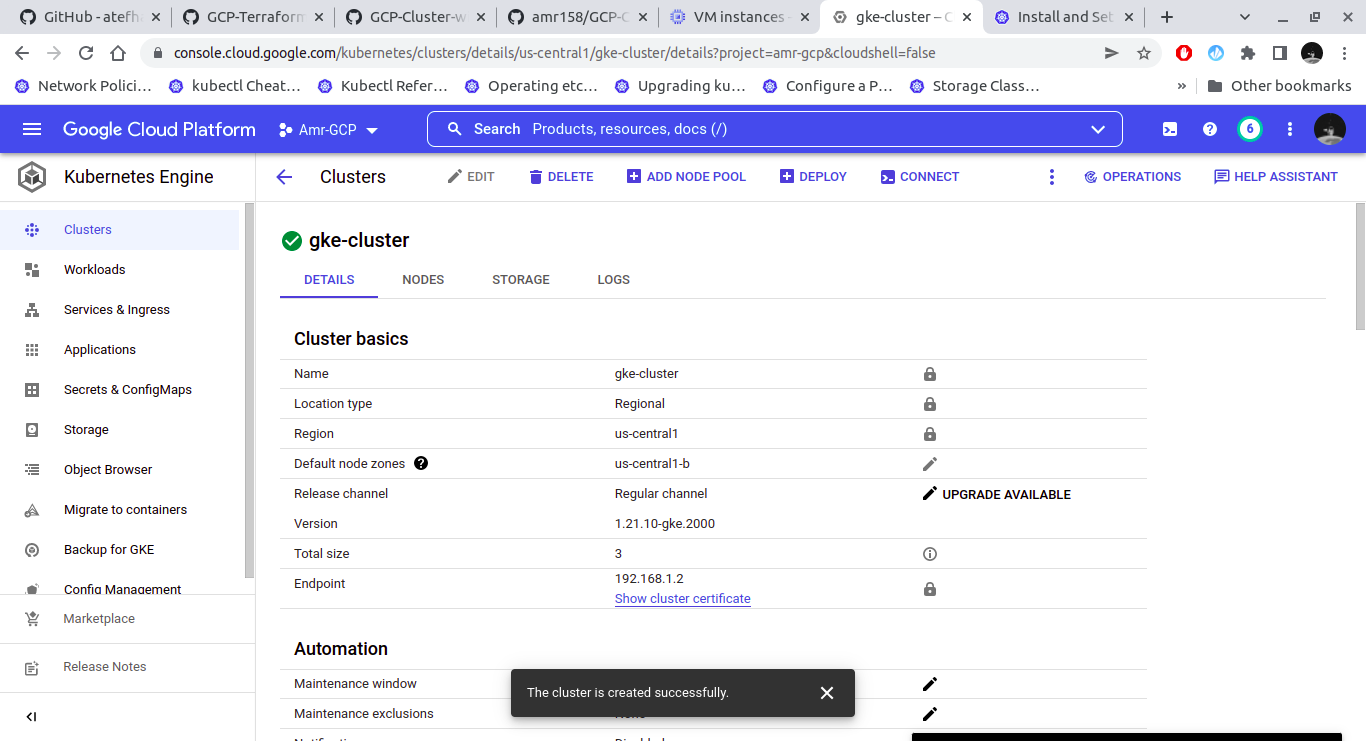 GitHub - atefh
GCP-Terraform
GCP-Cluster-w
amr158/GCP-C
VM instances -
gke-cluster – C
Install and Set
console.cloud.google.com/kubernetes/clusters/details/us-central1/gke-cluster/details?project=amr-gcp&cloudshell=false
Network Polici...
kubectl Cheat...
Kubectl Refer...
Operating etc...
Upgrading ku...
Configure a P...
Storage Class...
»
Other bookmarks
Google Cloud Platform
Amr-GCP
Search Products, resources, docs (/)
6
Kubernetes Engine
Clusters
EDIT
DELETE
ADD NODE POOL
DEPLOY
CONNECT
OPERATIONS
HELP ASSISTANT
Clusters
Workloads
Services & Ingress
Applications
Secrets & ConfigMaps
Storage
Object Browser
Migrate to containers
Backup for GKE
Config Management
Marketplace
Release Notes
gke-cluster
DETAILS
NODES
STORAGE
LOGS
Cluster basics
Name gke-cluster
Location type Regional
Region us-central1
Default node zones us-central1-b
Release channel Regular channel UPGRADE AVAILABLE
Version 1.21.10-gke.2000
Total size 3
Endpoint 192.168.1.2
Show cluster certificate
Automation
Maintenance window
The cluster is created successfully.
Maintenance exclusions